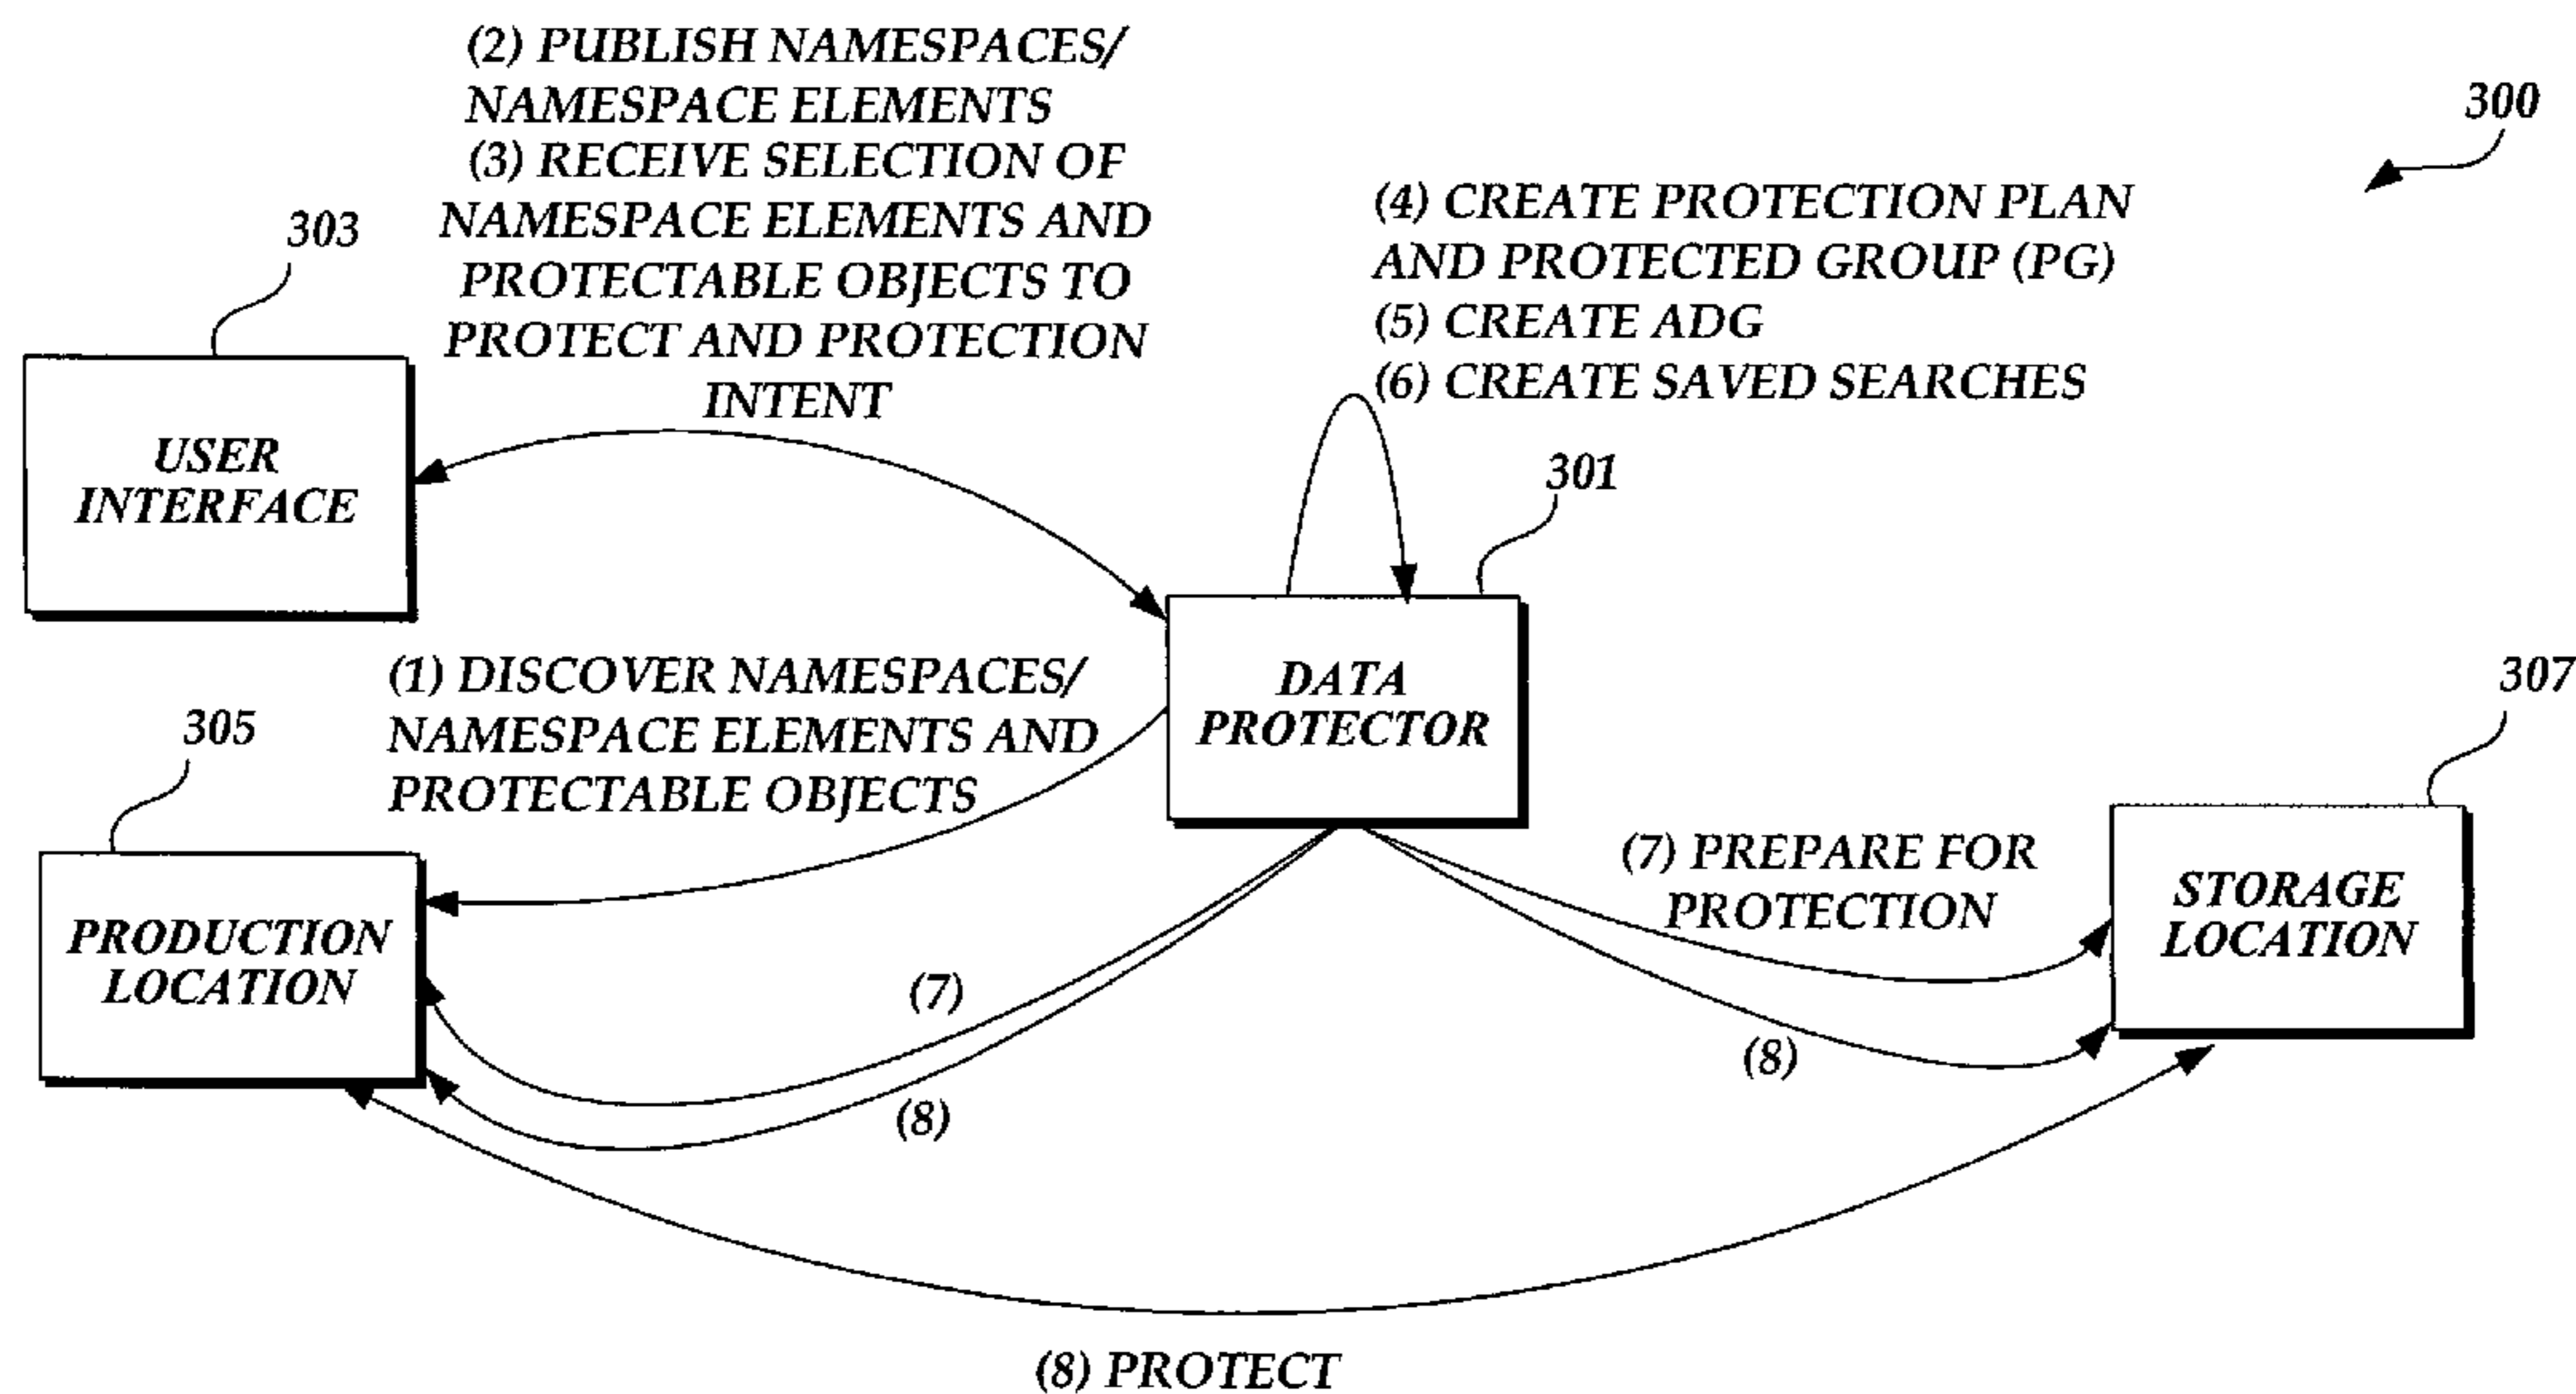 (2) PUBLISH NAMESPACES/
NAMESPACE ELEMENTS
(3) RECEIVE SELECTION OF
NAMESPACE ELEMENTS AND
PROTECTABLE OBJECTS TO
PROTECT AND PROTECTION
INTENT
300
(4) CREATE PROTECTION PLAN
AND PROTECTED GROUP (PG)
(5) CREATE ADG
(6) CREATE SAVED SEARCHES
303
USER
INTERFACE
301
DATA
PROTECTOR
(1) DISCOVER NAMESPACES/
NAMESPACE ELEMENTS AND
PROTECTABLE OBJECTS
305
PRODUCTION
LOCATION
307
STORAGE
LOCATION
(7) PREPARE FOR
PROTECTION
(7)
(8)
(8)
(8) PROTECT